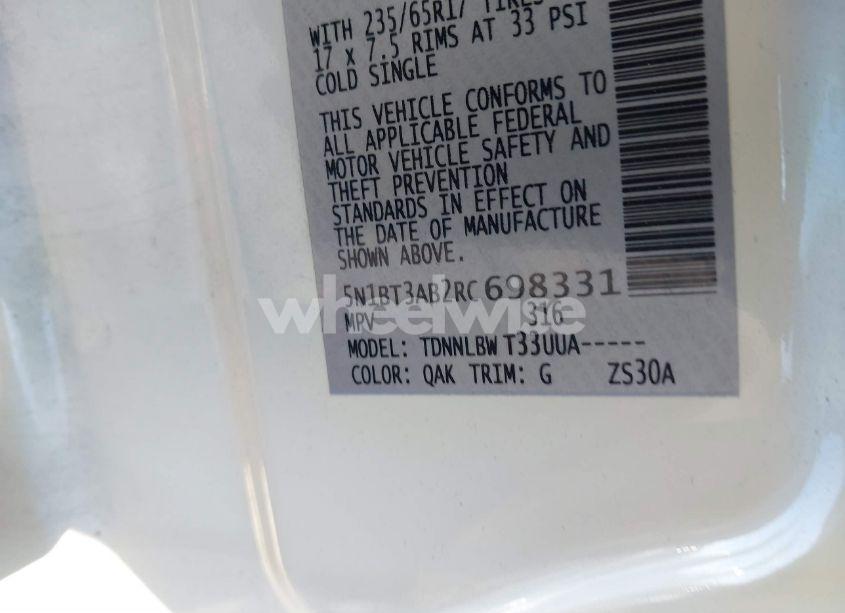 WITH 235/65R17 TIRES
17 x 7.5 RIMS AT 33 PSI
COLD SINGLE
THIS VEHICLE CONFORMS TO
ALL APPLICABLE FEDERAL
MOTOR VEHICLE SAFETY AND
THEFT PREVENTION
STANDARDS IN EFFECT ON
THE DATE OF MANUFACTURE
SHOWN ABOVE.
5N1BT3AB2RC698331
MPV 316
wheelwise
MODEL: TDNNLBW T33UUA-----
COLOR: QAK TRIM: G ZS30A